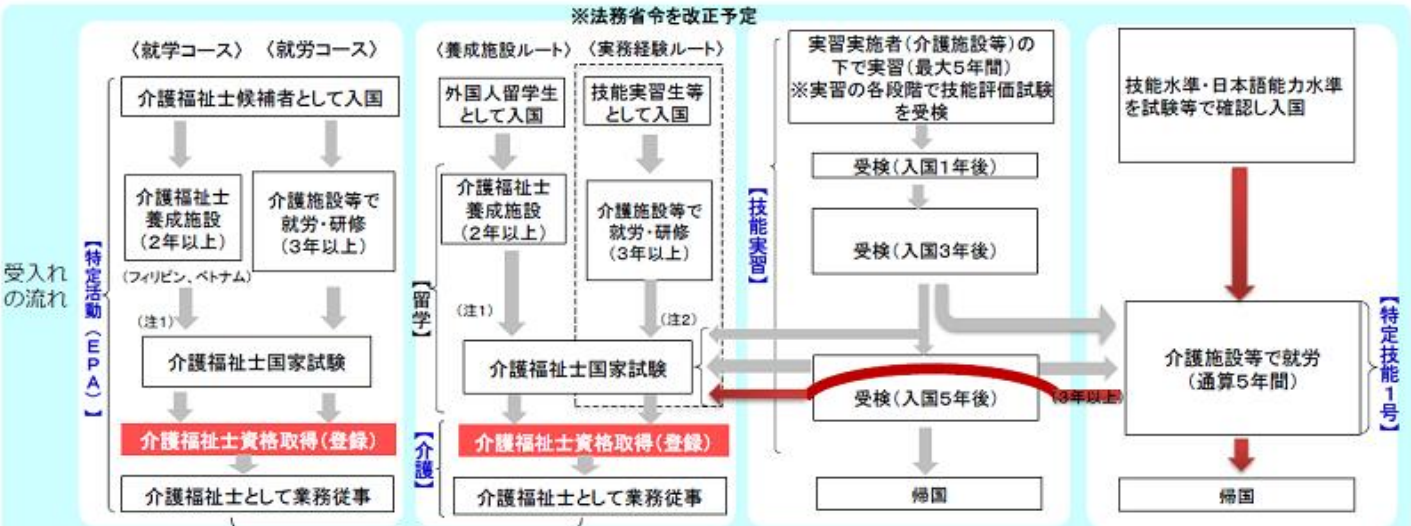 ※法務省令を改正予定
受入れ
の流れ
【特定活動（ＥＰＡ）】
〈就学コース〉 〈就労コース〉
介護福祉士候補者として入国
介護福祉士
養成施設
（２年以上）
介護施設等で
就労・研修
（３年以上）
(フィリピン、ベトナム)
(注1)
介護福祉士国家試験
介護福祉士資格取得(登録)
介護福祉士として業務従事
〈養成施設ルート〉 〈実務経験ルート〉
外国人留学生
として入国
技能実習生等
として入国
【留学】
介護福祉士
養成施設
(２年以上)
介護施設等で
就労・研修
(３年以上)
(注1)
(注2)
介護福祉士国家試験
【介護】
介護福祉士資格取得(登録)
介護福祉士として業務従事
【技能実習】
実習実施者(介護施設等)の
下で実習(最大５年間)
※実習の各段階で技能評価試験
を受検
受検(入国１年後)
受検(入国３年後)
受検(入国５年後)
(３年以上)
帰国
技能水準・日本語能力水準
を試験等で確認し入国
介護施設等で就労
(通算５年間)
【特定技能１号】
帰国